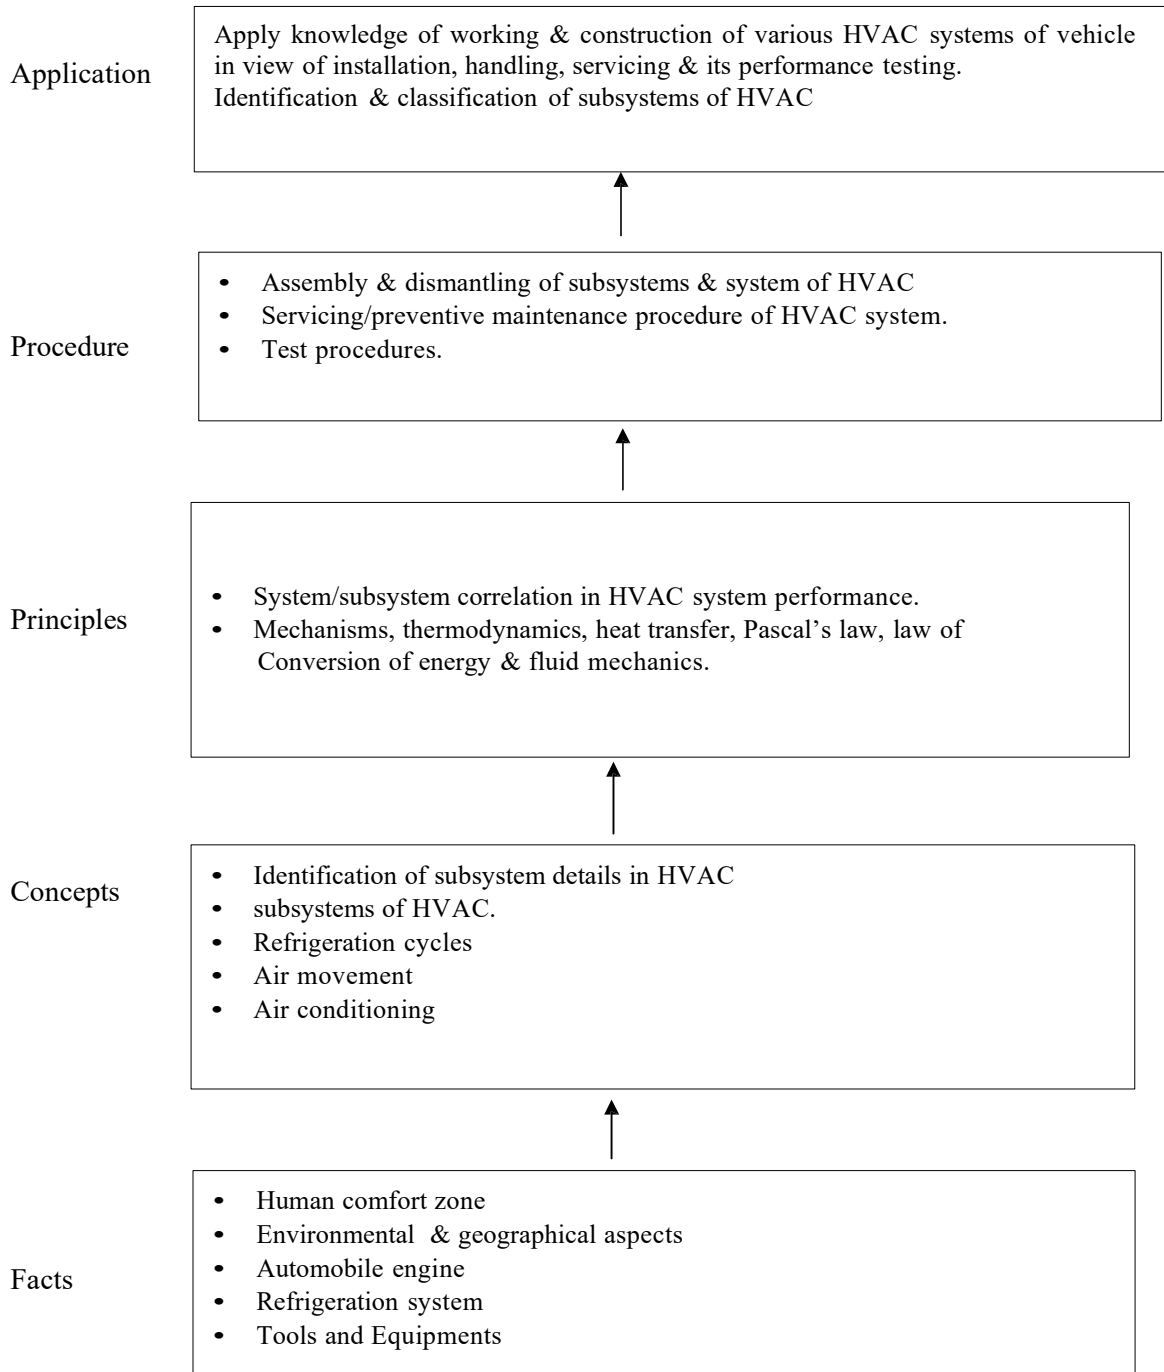 Application
Apply knowledge of working & construction of various HVAC systems of vehicle
in view of installation, handling, servicing & its performance testing.
Identification & classification of subsystems of HVAC
Procedure
• Assembly & dismantling of subsystems & system of HVAC
• Servicing/preventive maintenance procedure of HVAC system.
• Test procedures.
Principles
• System/subsystem correlation in HVAC system performance.
• Mechanisms, thermodynamics, heat transfer, Pascal’s law, law of
Conversion of energy & fluid mechanics.
Concepts
• Identification of subsystem details in HVAC
• subsystems of HVAC.
• Refrigeration cycles
• Air movement
• Air conditioning
Facts
• Human comfort zone
• Environmental & geographical aspects
• Automobile engine
• Refrigeration system
• Tools and Equipments